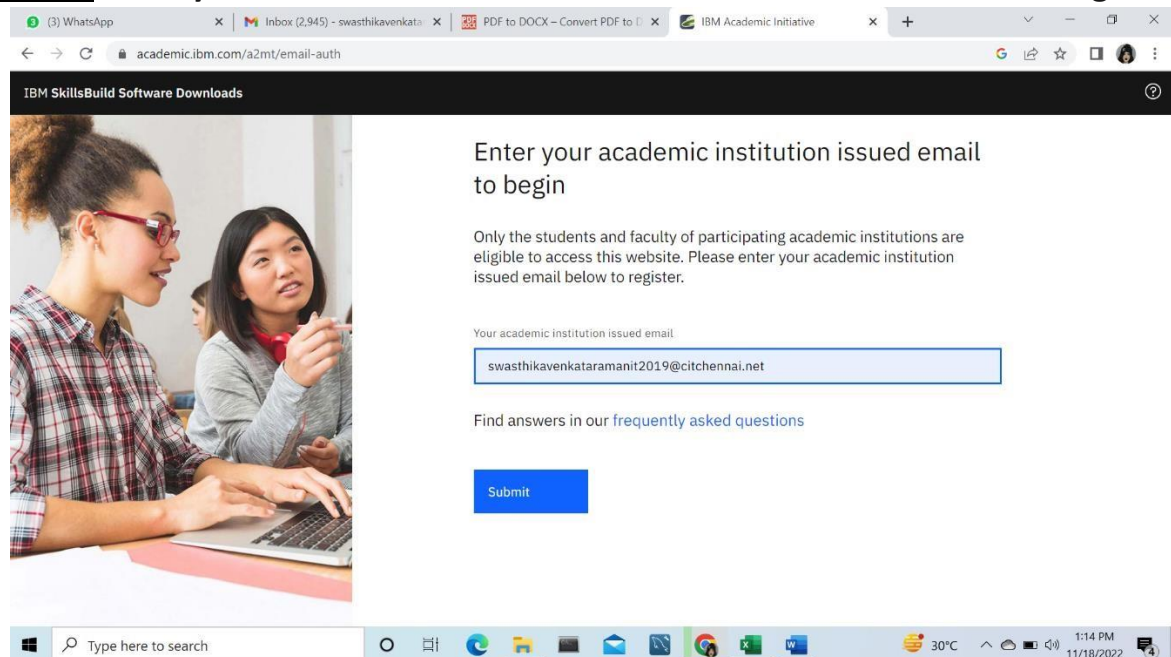 (3) WhatsApp
Inbox (2,945) - swasthikavenkata
PDF to DOCX – Convert PDF to D
IBM Academic Initiative
academic.ibm.com/a2mt/email-auth
IBM SkillsBuild Software Downloads
Enter your academic institution issued email
to begin
Only the students and faculty of participating academic institutions are
eligible to access this website. Please enter your academic institution
issued email below to register.
Your academic institution issued email
swasthikavenkataramanit2019@citchennai.net
Find answers in our frequently asked questions
Submit
Type here to search
30°C
1:14 PM
11/18/2022
4